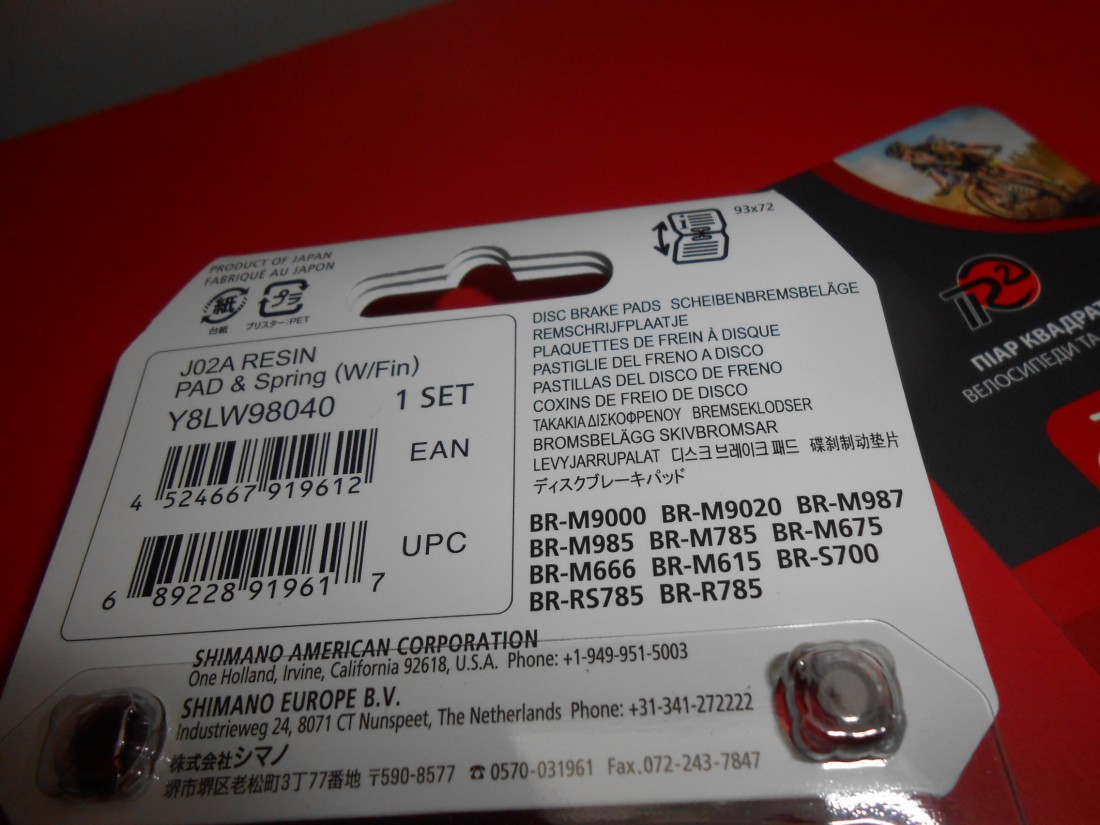 93x72
PRODUCT OF JAPAN
FABRIQUÉ AU JAPON
紙
台紙
プラ
ブリスター:PET
J02A RESIN
PAD & Spring (W/Fin)
Y8LW98040 1 SET
EAN
4 524667 919612
UPC
6 89228 91961 7
DISC BRAKE PADS SCHEIBENBREMSBELÄGE
REMSCHRIJFPLAATJE
PLAQUETTES DE FREIN À DISQUE
PASTIGLIE DEL FRENO A DISCO
PASTILLAS DEL DISCO DE FRENO
COXINS DE FREIO DE DISCO
ΤΑΚΑΚΙΑ ΔΙΣΚΟΦΡΕΝΟΥ BREMSEKLODSER
BROMSBELÄGG SKIVBROMSAR
LEVYJARRUPALAT 디스크 브레이크 패드 碟刹制动垫片
ディスクブレーキパッド
BR-M9000 BR-M9020 BR-M987
BR-M985 BR-M785 BR-M675
BR-M666 BR-M615 BR-S700
BR-RS785 BR-R785
SHIMANO AMERICAN CORPORATION
One Holland, Irvine, California 92618, U.S.A. Phone: +1-949-951-5003
SHIMANO EUROPE B.V.
Industrieweg 24, 8071 CT Nunspeet, The Netherlands Phone: +31-341-272222
株式会社シマノ
堺市堺区老松町3丁77番地 〒590-8577 ☎0570-031961 Fax.072-243-7847
ПІАР КВАДРАТ
ВЕЛОСИПЕДИ ТА